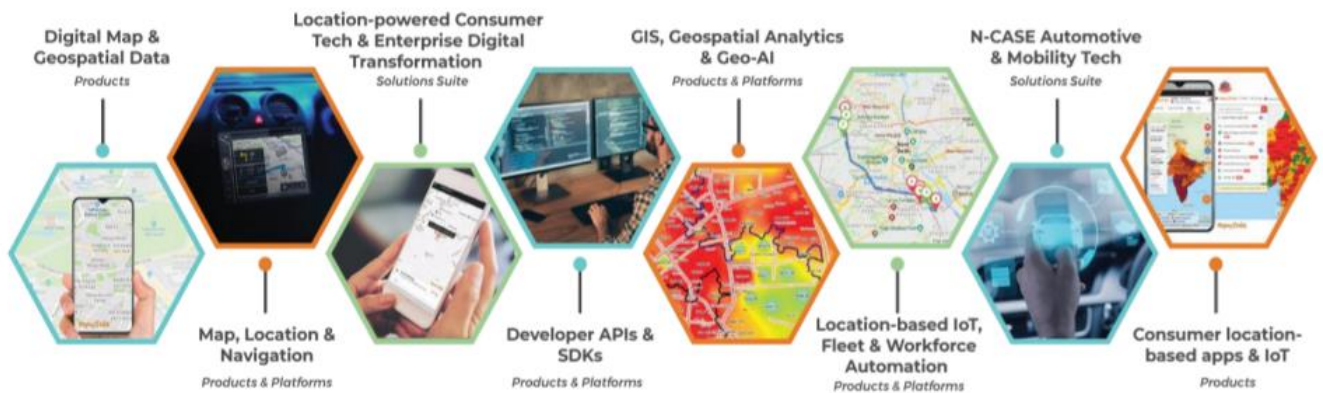 Digital Map &
Geospatial Data
Products
Location-powered Consumer
Tech & Enterprise Digital
Transformation
Solutions Suite
GIS, Geospatial Analytics
& Geo-AI
Products & Platforms
N-CASE Automotive
& Mobility Tech
Solutions Suite
Map, Location &
Navigation
Products & Platforms
Developer APIs &
SDKs
Products & Platforms
Location-based IoT,
Fleet & Workforce
Automation
Products & Platforms
Consumer location-
based apps & IoT
Products